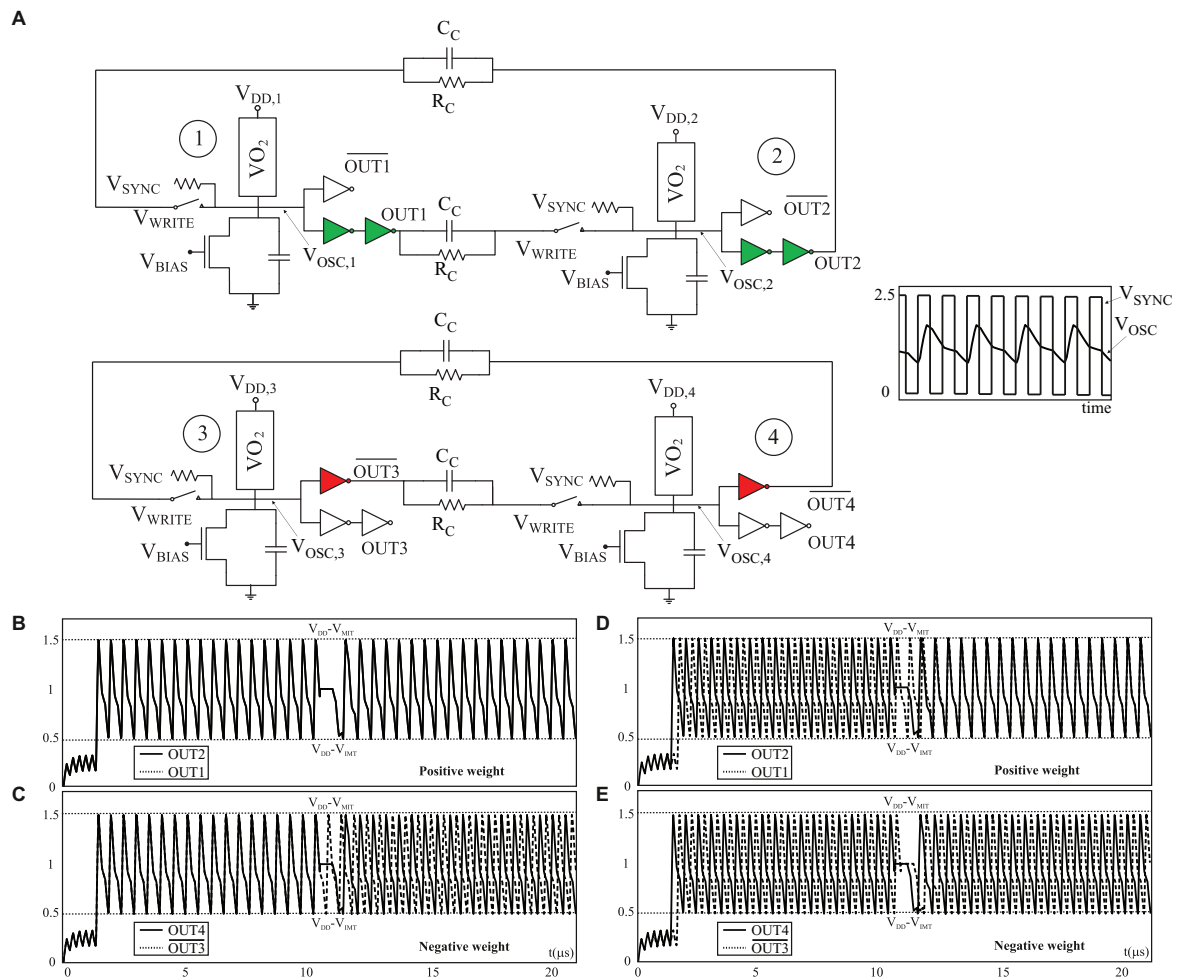 A
C_C
R_C
V_DD,1
1
VO_2
V_SYNC
V_WRITE
V_BIAS
V_OSC,1
OUT1
OUT1
C_C
R_C
V_DD,2
2
VO_2
V_SYNC
V_WRITE
V_BIAS
V_OSC,2
OUT2
OUT2
2.5
0
V_SYNC
V_OSC
time
C_C
R_C
V_DD,3
3
VO_2
V_SYNC
V_WRITE
V_BIAS
V_OSC,3
OUT3
OUT3
C_C
R_C
V_DD,4
4
VO_2
V_SYNC
V_WRITE
V_BIAS
V_OSC,4
OUT4
OUT4
B
V_DD-V_MIT
1.5
1
0.5
0
V_DD-V_IMT
OUT2
OUT1
Positive weight
C
V_DD-V_MIT
1.5
1
0.5
0
V_DD-V_IMT
OUT4
OUT3
Negative weight
t(μs)
0 5 10 15 20
D
V_DD-V_MIT
1.5
1
0.5
0
V_DD-V_IMT
OUT2
OUT1
Positive weight
E
V_DD-V_MIT
1.5
1
0.5
0
V_DD-V_IMT
OUT4
OUT3
Negative weight
t(μs)
0 5 10 15 20